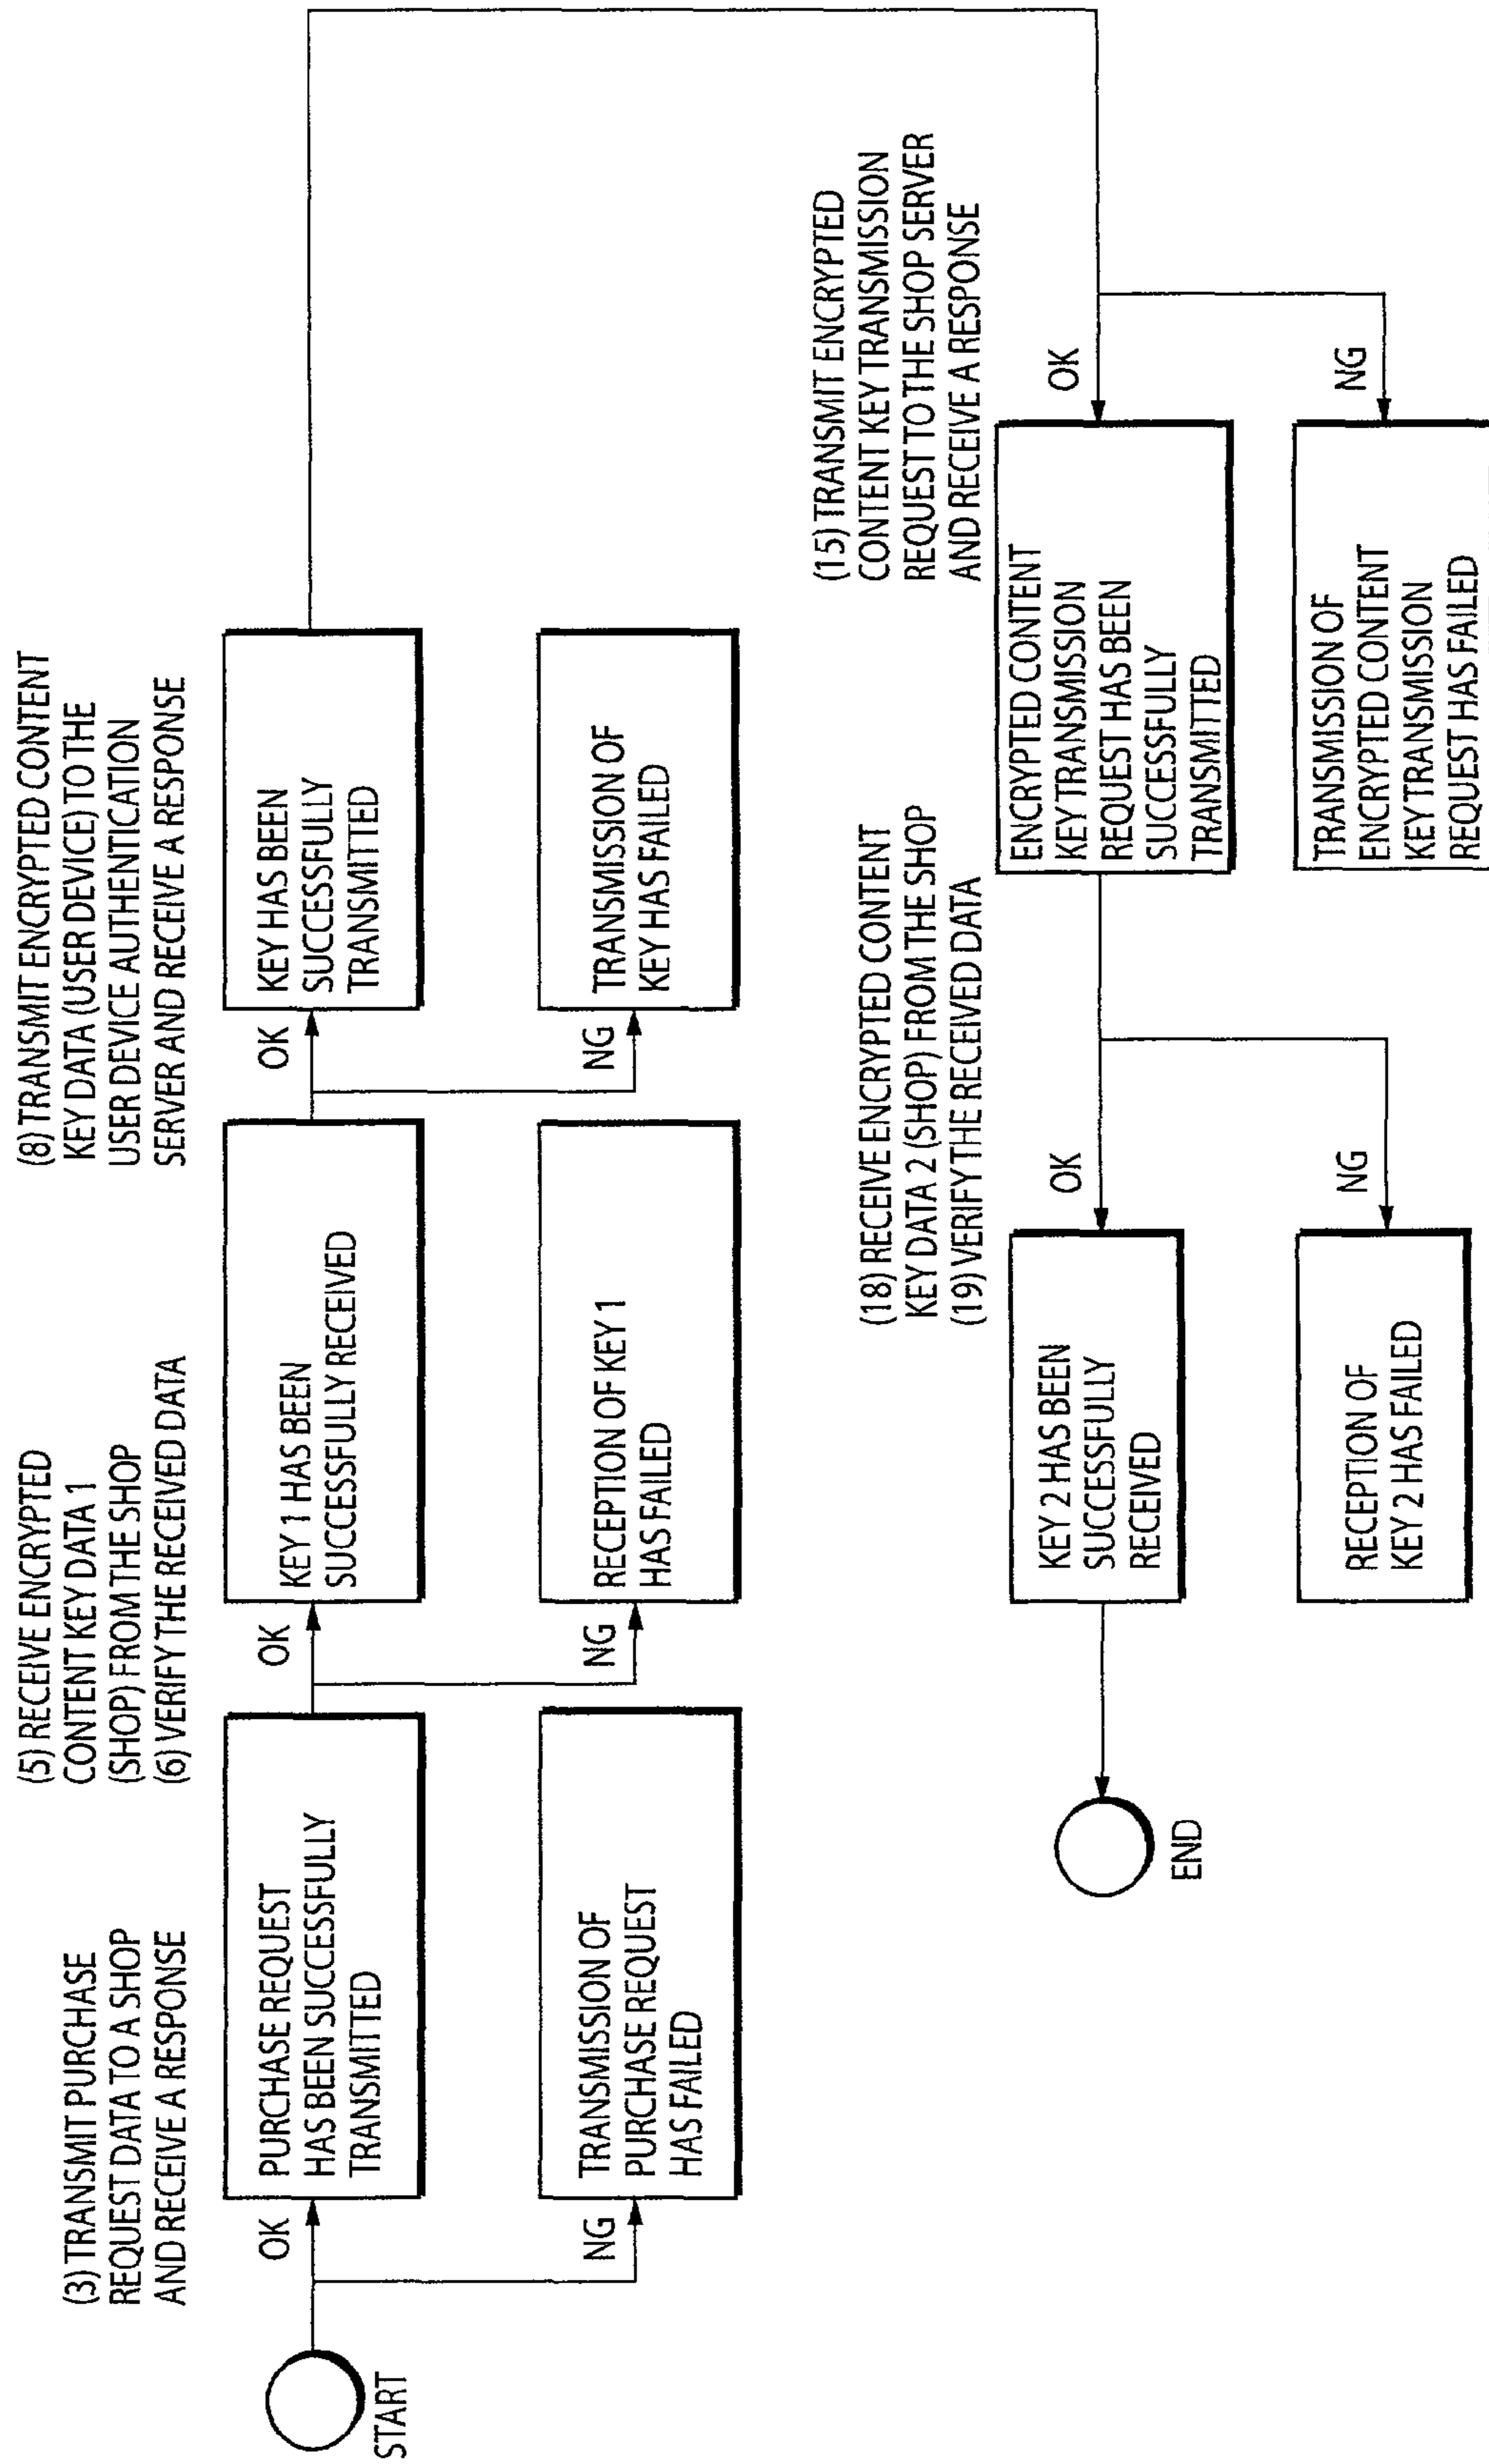 (3) TRANSMIT PURCHASE
REQUEST DATA TO A SHOP
AND RECEIVE A RESPONSE
(5) RECEIVE ENCRYPTED
CONTENT KEY DATA 1
(SHOP) FROM THE SHOP
(6) VERIFY THE RECEIVED DATA
(8) TRANSMIT ENCRYPTED CONTENT
KEY DATA (USER DEVICE) TO THE
USER DEVICE AUTHENTICATION
SERVER AND RECEIVE A RESPONSE
START
OK
PURCHASE REQUEST
HAS BEEN SUCCESSFULLY
TRANSMITTED
OK
KEY 1 HAS BEEN
SUCCESSFULLY RECEIVED
OK
KEY HAS BEEN
SUCCESSFULLY
TRANSMITTED
NG
TRANSMISSION OF
PURCHASE REQUEST
HAS FAILED
NG
RECEPTION OF KEY 1
HAS FAILED
NG
TRANSMISSION OF
KEY HAS FAILED
(15) TRANSMIT ENCRYPTED
CONTENT KEY TRANSMISSION
REQUEST TO THE SHOP SERVER
AND RECEIVE A RESPONSE
(18) RECEIVE ENCRYPTED CONTENT
KEY DATA 2 (SHOP) FROM THE SHOP
(19) VERIFY THE RECEIVED DATA
END
KEY 2 HAS BEEN
SUCCESSFULLY
RECEIVED
OK
ENCRYPTED CONTENT
KEY TRANSMISSION
REQUEST HAS BEEN
SUCCESSFULLY
TRANSMITTED
OK
RECEPTION OF
KEY 2 HAS FAILED
NG
TRANSMISSION OF
ENCRYPTED CONTENT
KEY TRANSMISSION
REQUEST HAS FAILED
NG